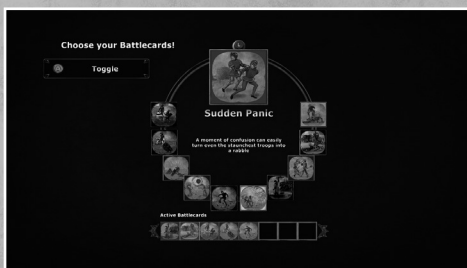 Choose your Battlecards!
Toggle
Sudden Panic
A moment of confusion can easily
turn even the staunchest troops into
a rabble
Active Battlecards